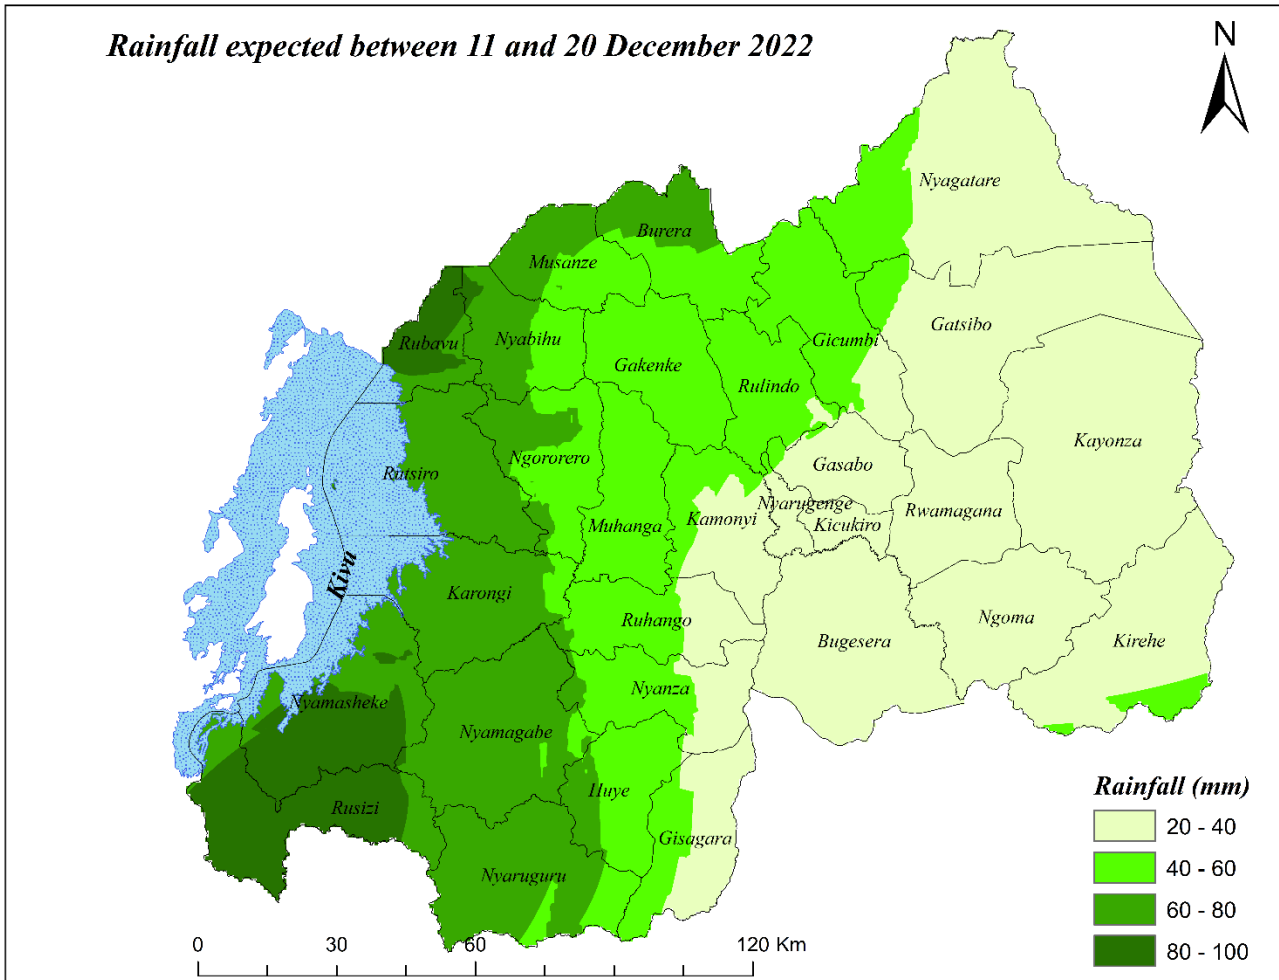 Rainfall expected between 11 and 20 December 2022
N
Nyagatare
Burera
Musanze
Rubavu
Nyabihu
Gakenke
Rulindo
Gicumbi
Gatsibo
Kayonza
Rutsiro
Ngororero
Gasabo
Muhanga
Kamonyi
Nyarugenge
Kicukiro
Rwamagana
Kivu
Karongi
Ruhango
Bugesera
Ngoma
Kirehe
Nyamasheke
Nyanza
Nyamagabe
Huye
Rusizi
Gisagara
Nyaruguru
Rainfall (mm)
20 - 40
40 - 60
60 - 80
80 - 100
0 30 60 120 Km